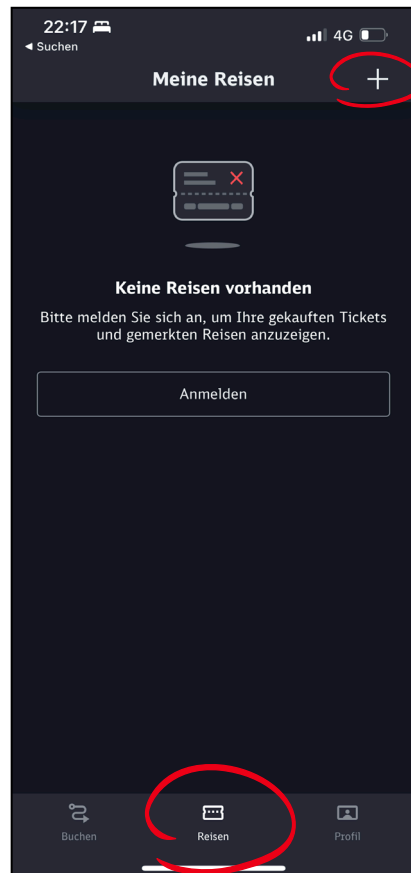 22:17
4G
◀ Suchen
Meine Reisen
Keine Reisen vorhanden
Bitte melden Sie sich an, um Ihre gekauften Tickets
und gemerkten Reisen anzuzeigen.
Anmelden
Buchen Reisen Profil